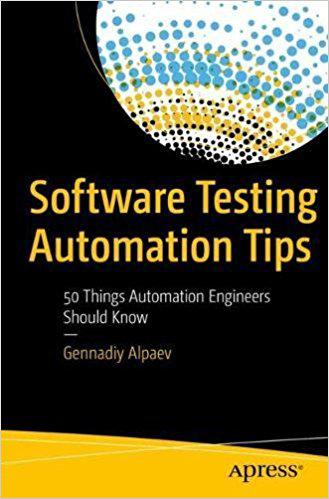 Software Testing
Automation Tips
50 Things Automation Engineers
Should Know
—
Gennadiy Alpaev
Apress®